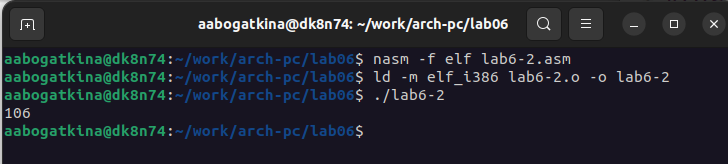 aabogatkina@dk8n74: ~/work/arch-pc/lab06
aabogatkina@dk8n74:~/work/arch-pc/lab06$ nasm -f elf lab6-2.asm
aabogatkina@dk8n74:~/work/arch-pc/lab06$ ld -m elf_i386 lab6-2.o -o lab6-2
aabogatkina@dk8n74:~/work/arch-pc/lab06$ ./lab6-2
106
aabogatkina@dk8n74:~/work/arch-pc/lab06$